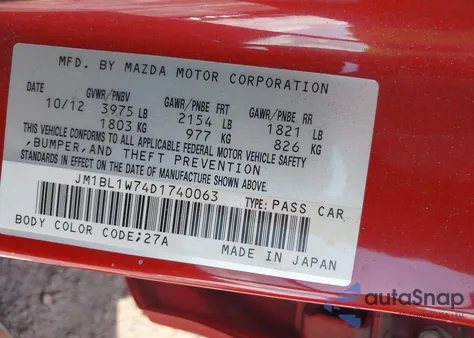 MFD. BY MAZDA MOTOR CORPORATION
DATE GVWR/PNBV GAWR/PNBE FRT GAWR/PNBE RR
10/12 3975 LB 2154 LB 1821 LB
1803 KG 977 KG 826 KG
THIS VEHICLE CONFORMS TO ALL APPLICABLE FEDERAL MOTOR VEHICLE SAFETY
,BUMPER,AND THEFT PREVENTION
STANDARDS IN EFFECT ON THE DATE OF MANUFACTURE SHOWN ABOVE.
JM1BL1W74D1740063 TYPE: PASS CAR
BODY COLOR CODE;27A MADE IN JAPAN
autoSnap